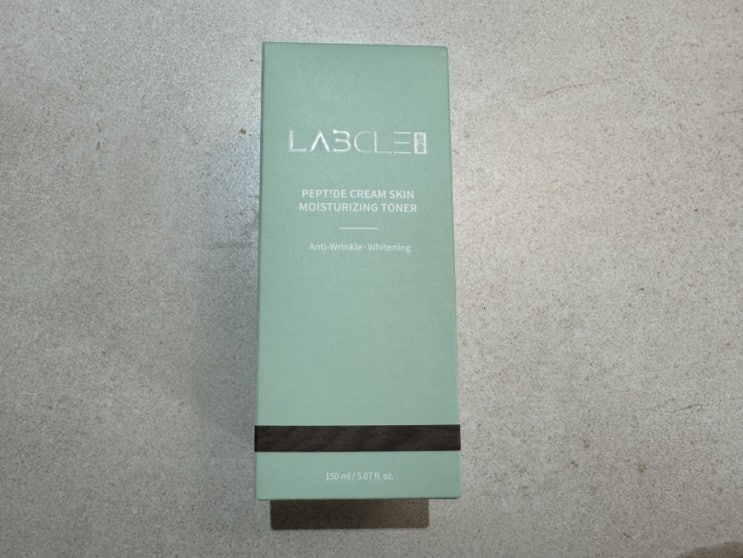 LABCLE
PEPTIDE CREAM SKIN
MOISTURIZING TONER
Anti-Wrinkle·Whitening
150 ml / 5.07 fl. oz.